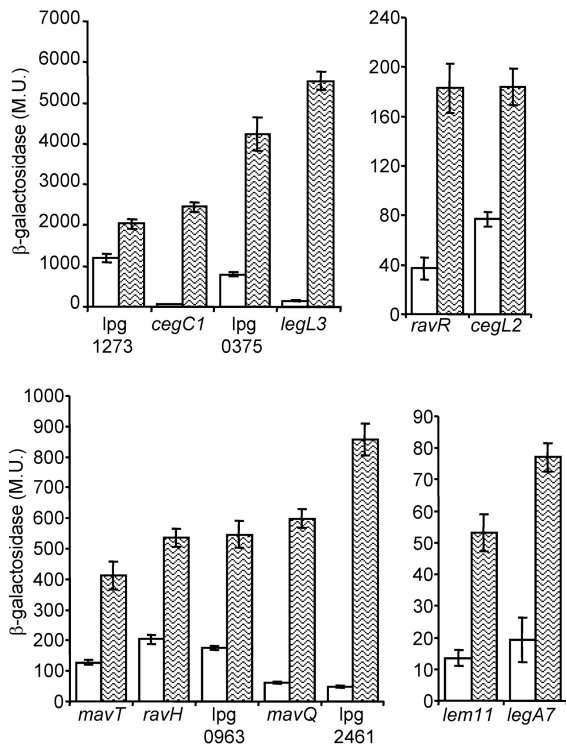 β-galactosidase (M.U.)
7000
6000
5000
4000
3000
2000
1000
0
lpg 1273
cegC1
lpg 0375
legL3
240
200
160
120
80
40
0
ravR
cegL2
β-galactosidase (M.U.)
1000
900
800
700
600
500
400
300
200
100
0
mavT
ravH
lpg 0963
mavQ
lpg 2461
90
80
70
60
50
40
30
20
10
0
lem11
legA7